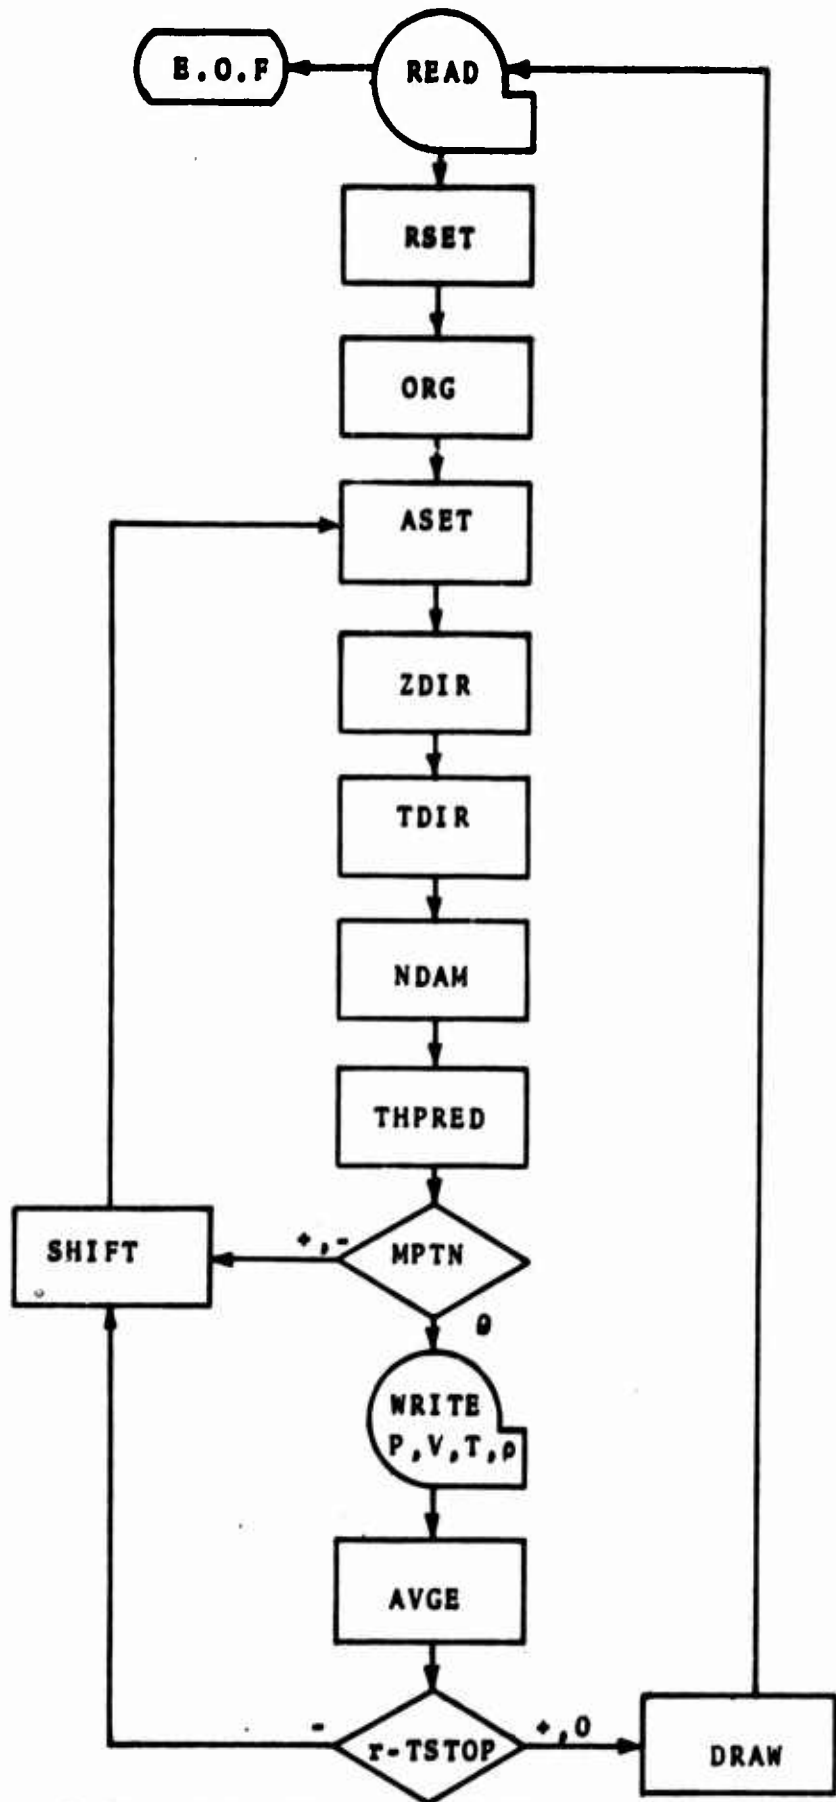 E.O.F
READ
RSET
ORG
ASET
ZDIR
TDIR
NDAM
THPRED
SHIFT
+,-
MPTN
0
WRITE
P,V,T,ρ
AVGE
-
r-TSTOP
+,0
DRAW